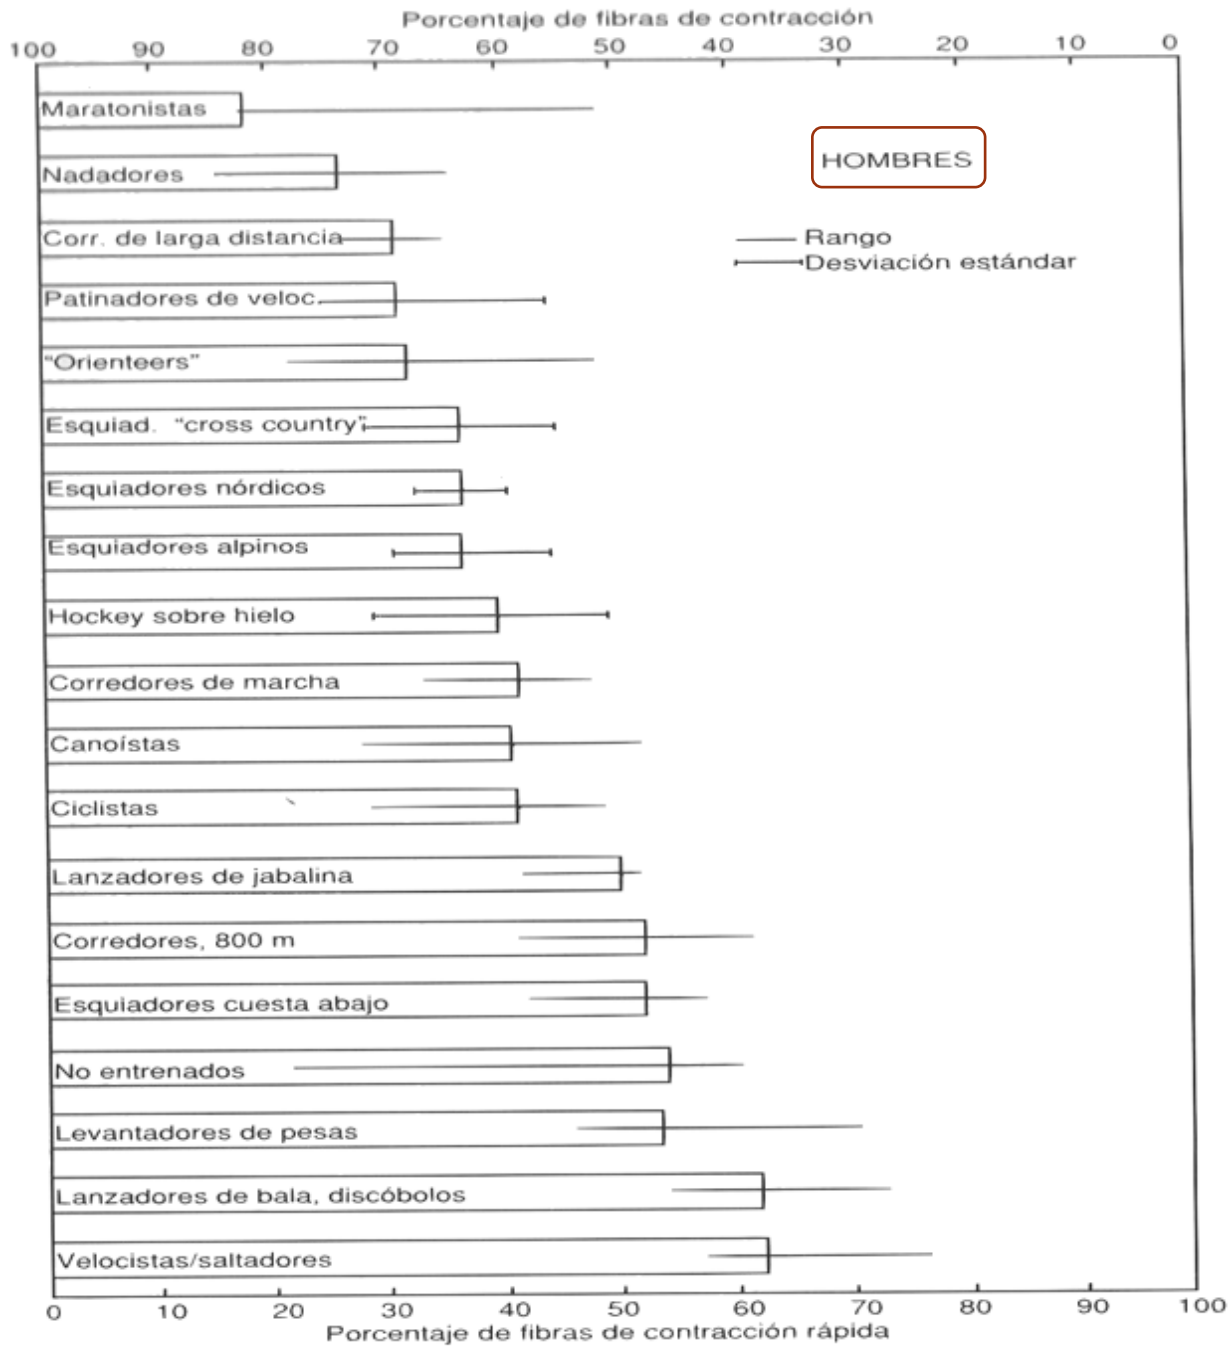 Porcentaje de fibras de contracción
100 90 80 70 60 50 40 30 20 10 0
Maratonistas
HOMBRES
Nadadores
Corr. de larga distancia
Rango
Desviación estándar
Patinadores de veloc.
“Orienteers”
Esquiad. “cross country”
Esquiadores nórdicos
Esquiadores alpinos
Hockey sobre hielo
Corredores de marcha
Canoístas
Ciclistas
Lanzadores de jabalina
Corredores, 800 m
Esquiadores cuesta abajo
No entrenados
Levantadores de pesas
Lanzadores de bala, discóbolos
Velocistas/saltadores
0 10 20 30 40 50 60 70 80 90 100
Porcentaje de fibras de contracción rápida